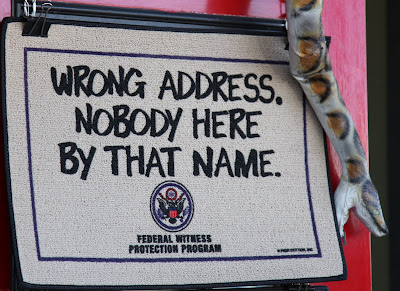 WRONG ADDRESS.
NOBODY HERE
BY THAT NAME.
FEDERAL WITNESS
PROTECTION PROGRAM